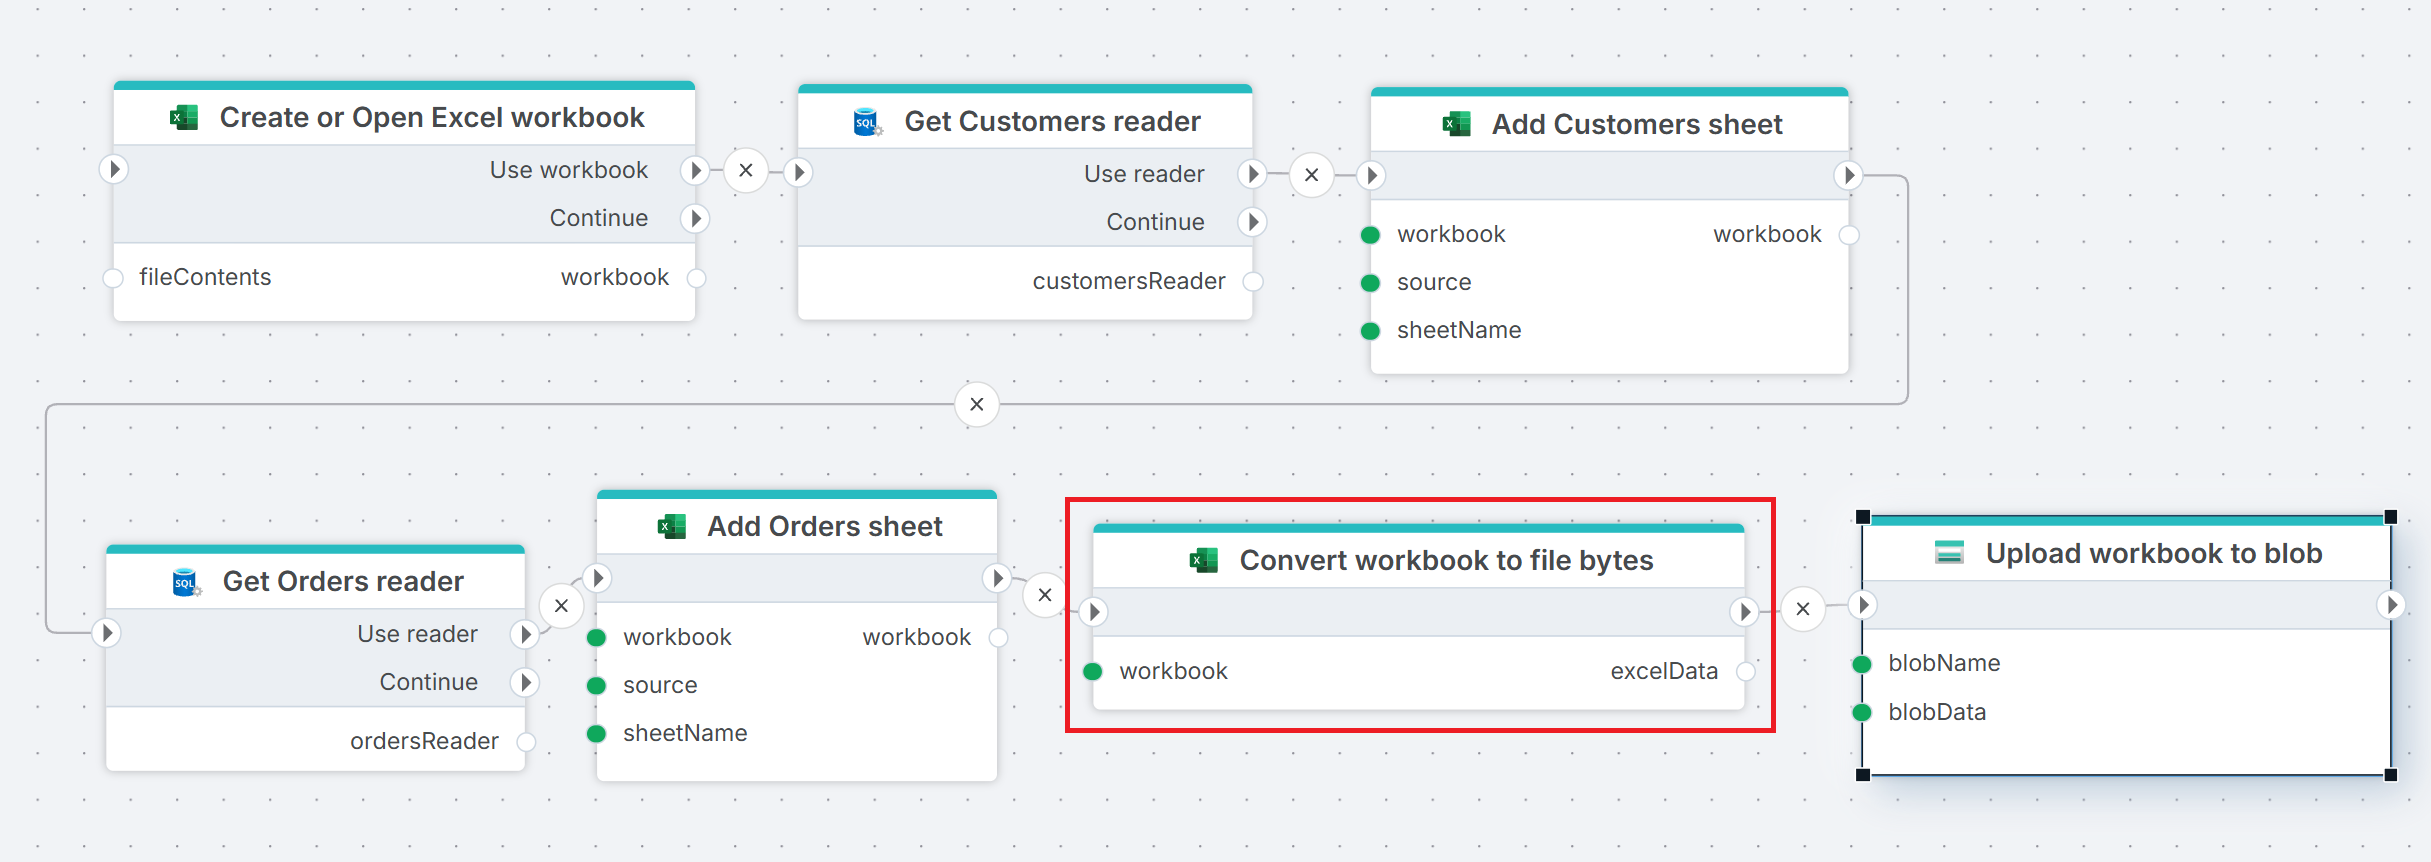 Create or Open Excel workbook
Use workbook
Continue
fileContents workbook
Get Customers reader
Use reader
Continue
customersReader
Add Customers sheet
workbook workbook
source
sheetName
Get Orders reader
Use reader
Continue
ordersReader
Add Orders sheet
workbook workbook
source
sheetName
Convert workbook to file bytes
workbook excelData
Upload workbook to blob
blobName
blobData